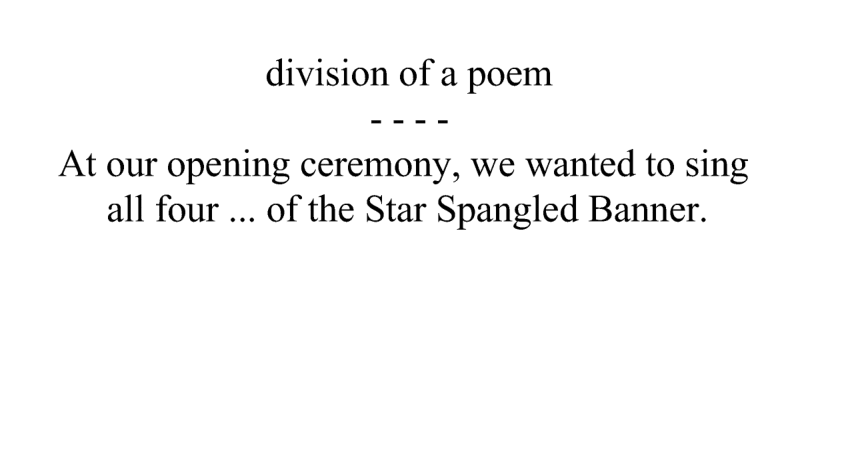 division of a poem
- - - -
At our opening ceremony, we wanted to sing
all four ... of the Star Spangled Banner.